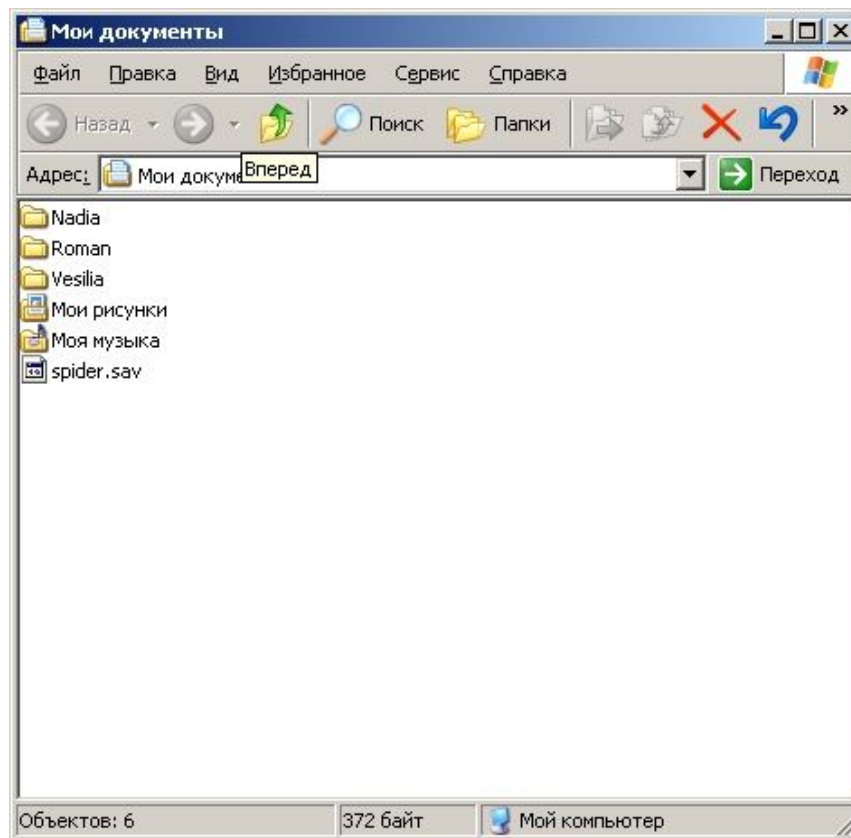 Мои документы
Файл Правка Вид Избранное Сервис Справка
Назад Поиск Папки »
Вперед
Адрес: Мои докуме Переход
Nadia
Roman
Vesilia
Мои рисунки
Моя музыка
spider.sav
Объектов: 6 372 байт Мой компьютер